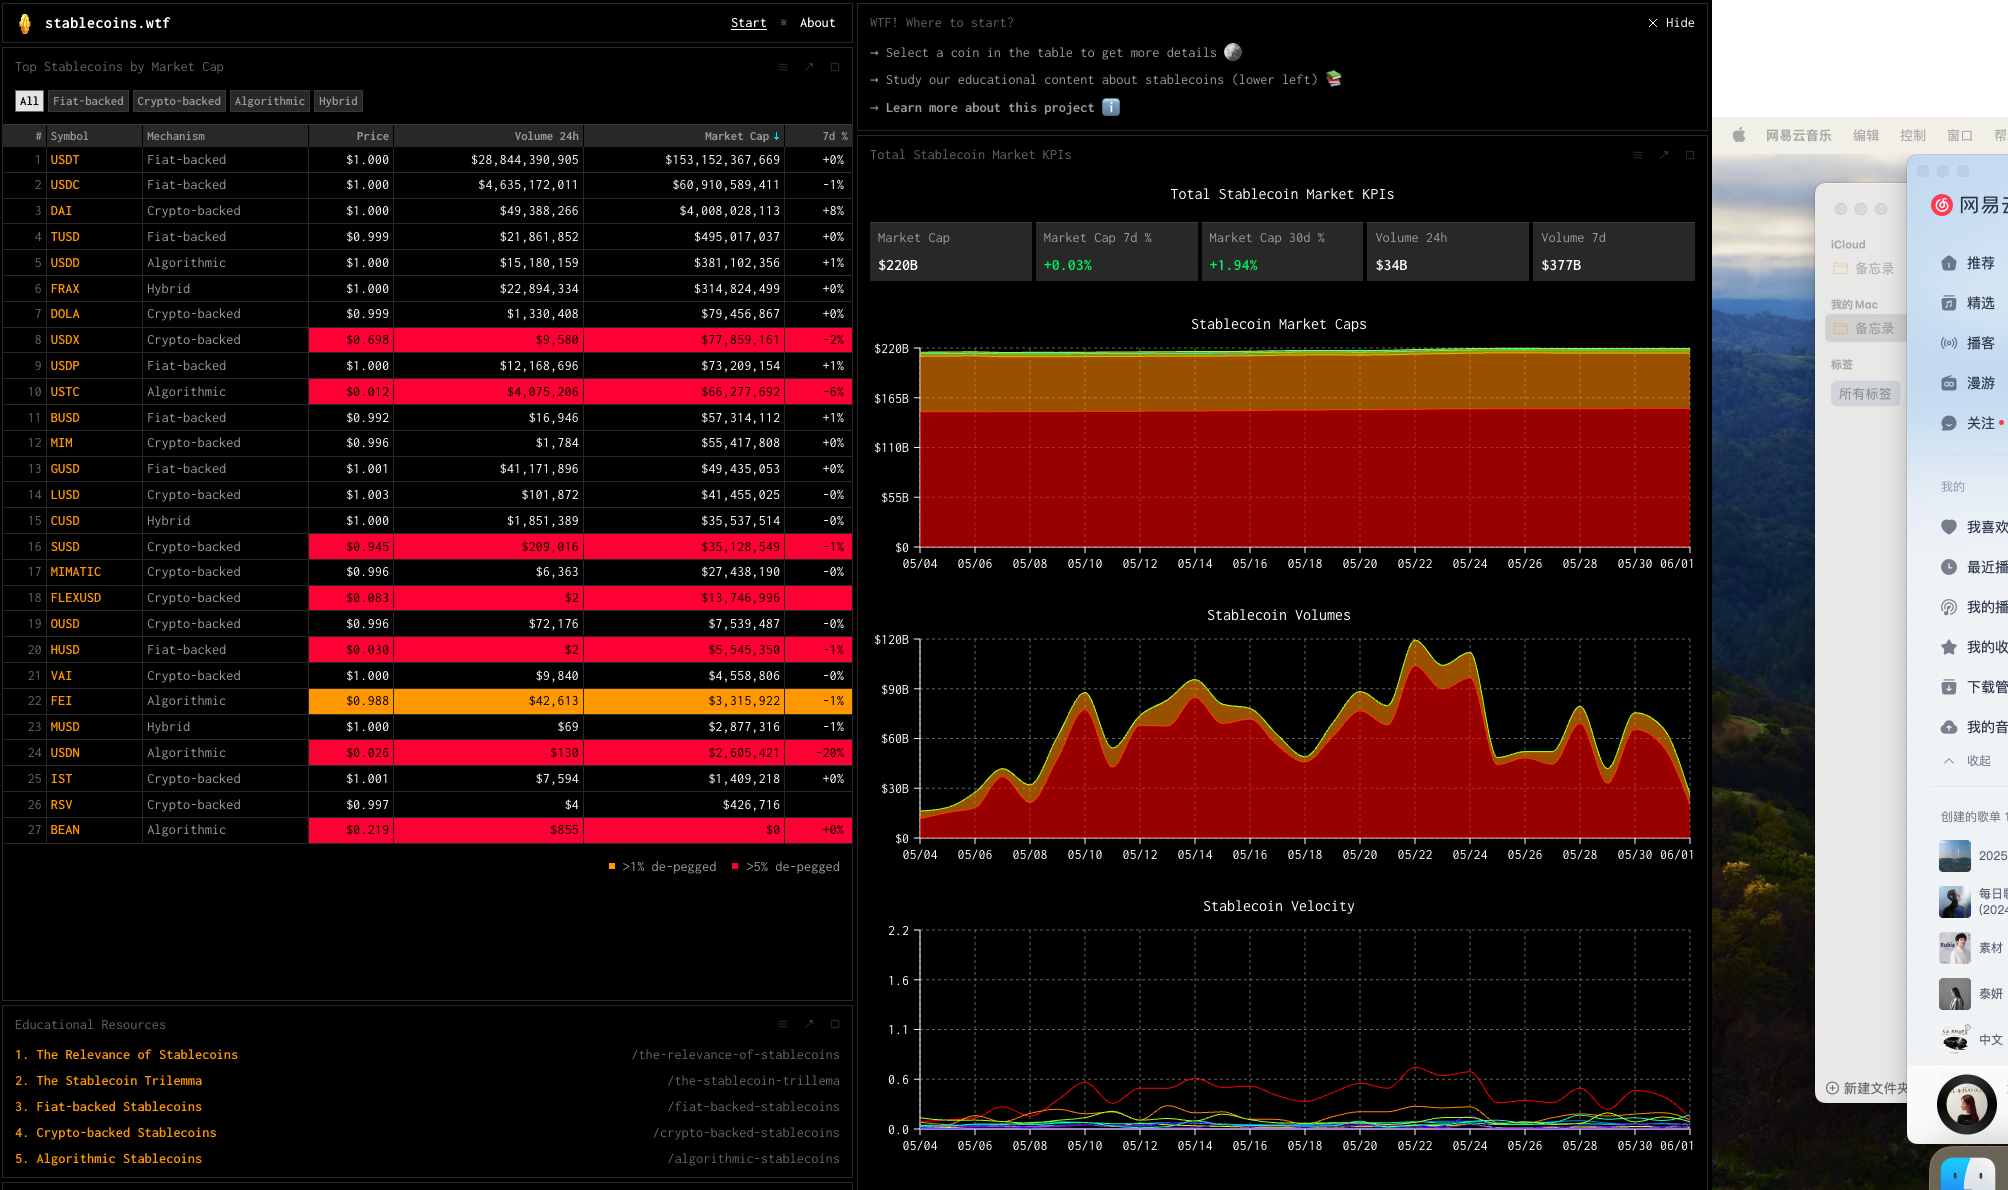 stablecoins.wtf
Start * About
Top Stablecoins by Market Cap
All Fiat-backed Crypto-backed Algorithmic Hybrid
# Symbol Mechanism Price Volume 24h Market Cap ↓ 7d %
1 USDT Fiat-backed $1.000 $28,844,390,905 $153,152,367,669 +0%
2 USDC Fiat-backed $1.000 $4,635,172,011 $60,910,589,411 -1%
3 DAI Crypto-backed $1.000 $49,388,266 $4,008,028,113 +8%
4 TUSD Fiat-backed $0.999 $21,861,852 $495,017,037 +0%
5 USDD Algorithmic $1.000 $15,180,159 $381,102,356 +1%
6 FRAX Hybrid $1.000 $22,894,334 $314,824,499 +0%
7 DOLA Crypto-backed $0.999 $1,330,408 $79,456,867 +0%
8 USDX Crypto-backed $0.698 $9,580 $77,859,161 -2%
9 USDP Fiat-backed $1.000 $12,168,696 $73,209,154 +1%
10 USTC Algorithmic $0.012 $4,075,206 $66,277,692 -6%
11 BUSD Fiat-backed $0.992 $16,946 $57,314,112 +1%
12 MIM Crypto-backed $0.996 $1,784 $55,417,808 +0%
13 GUSD Fiat-backed $1.001 $41,171,896 $49,435,053 +0%
14 LUSD Crypto-backed $1.003 $101,872 $41,455,025 -0%
15 CUSD Hybrid $1.000 $1,851,389 $35,537,514 -0%
16 SUSD Crypto-backed $0.945 $209,016 $35,128,549 -1%
17 MIMATIC Crypto-backed $0.996 $6,363 $27,438,190 -0%
18 FLEXUSD Crypto-backed $0.083 $2 $13,746,996
19 OUSD Crypto-backed $0.996 $72,176 $7,539,487 -0%
20 HUSD Fiat-backed $0.030 $2 $5,545,350 -1%
21 VAI Crypto-backed $1.000 $9,840 $4,558,806 -0%
22 FEI Algorithmic $0.988 $42,613 $3,315,922 -1%
23 MUSD Hybrid $1.000 $69 $2,877,316 -1%
24 USDN Algorithmic $0.026 $130 $2,605,421 -20%
25 IST Crypto-backed $1.001 $7,594 $1,409,218 +0%
26 RSV Crypto-backed $0.997 $4 $426,716
27 BEAN Algorithmic $0.219 $855 $0 +0%
>1% de-pegged >5% de-pegged
Educational Resources
1. The Relevance of Stablecoins /the-relevance-of-stablecoins
2. The Stablecoin Trilemma /the-stablecoin-trillema
3. Fiat-backed Stablecoins /fiat-backed-stablecoins
4. Crypto-backed Stablecoins /crypto-backed-stablecoins
5. Algorithmic Stablecoins /algorithmic-stablecoins
WTF! Where to start? × Hide
→ Select a coin in the table to get more details
→ Study our educational content about stablecoins (lower left)
→ Learn more about this project
Total Stablecoin Market KPIs
Total Stablecoin Market KPIs
Market Cap Market Cap 7d % Market Cap 30d % Volume 24h Volume 7d
$220B +0.03% +1.94% $34B $377B
Stablecoin Market Caps
$220B
$165B
$110B
$55B
$0
05/04 05/06 05/08 05/10 05/12 05/14 05/16 05/18 05/20 05/22 05/24 05/26 05/28 05/30 06/01
Stablecoin Volumes
$120B
$90B
$60B
$30B
$0
05/04 05/06 05/08 05/10 05/12 05/14 05/16 05/18 05/20 05/22 05/24 05/26 05/28 05/30 06/01
Stablecoin Velocity
2.2
1.6
1.1
0.6
0.0
05/04 05/06 05/08 05/10 05/12 05/14 05/16 05/18 05/20 05/22 05/24 05/26 05/28 05/30 06/01
网易云音乐 编辑 控制 窗口 帮
iCloud
备忘录
我的 Mac
备忘录
标签
所有标签
新建文件夹
网易云
推荐
精选
播客
漫游
关注
我的
我喜欢
最近播
我的播
我的收
下载管
我的音
收起
创建的歌单 1
2025
每日歌
(2024
素材
泰妍
中文